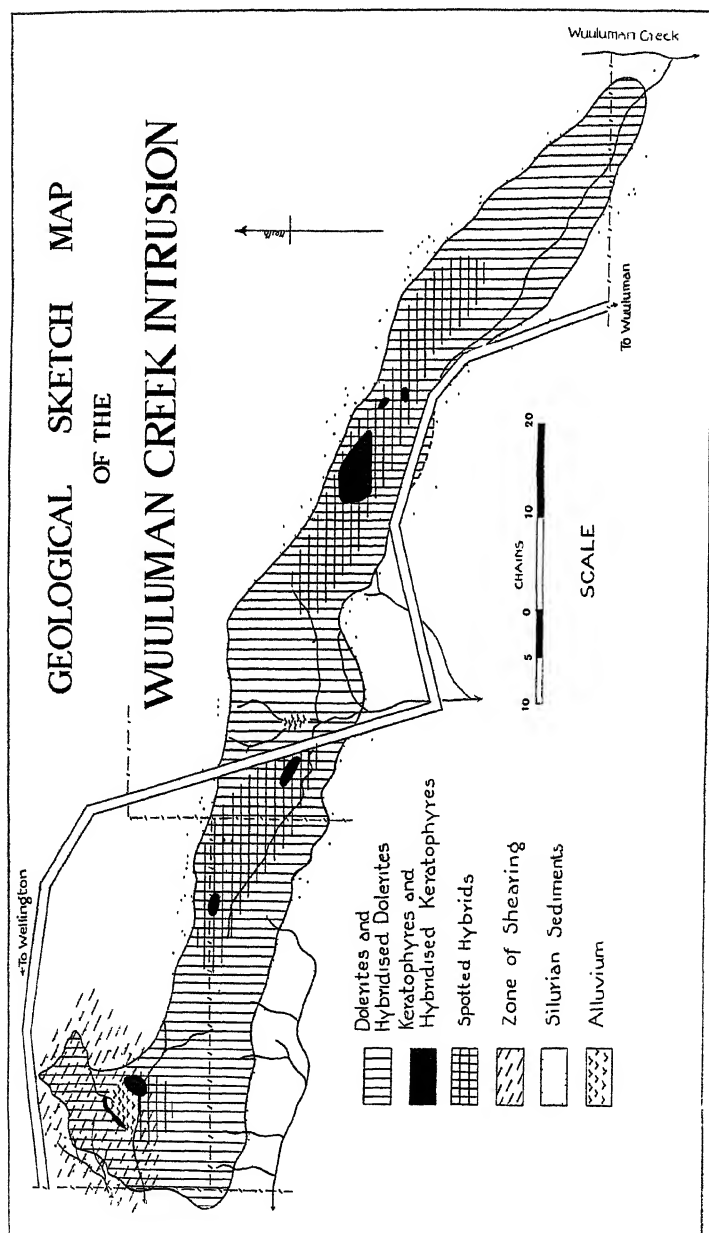 GEOLOGICAL SKETCH MAP
OF THE
WUULUMAN CREEK INTRUSION
Wuuluman Creek
North
To Wellington
To Wuuluman
10 5 0 10 20
CHAINS
SCALE
Dolerites and
Hybridised Dolerites
Keratophyres and
Hybridised Keratophyres
Spotted Hybrids
Zone of Shearing
Silurian Sediments
Alluvium